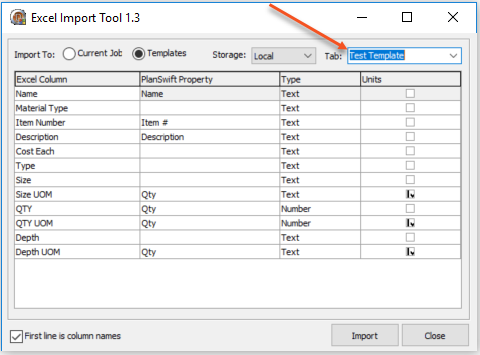 Excel Import Tool 1.3
Import To: Current Job Templates Storage: Local Tab: Test Template
Excel Column PlanSwift Property Type Units
Name Name Text
Material Type Text
Item Number Item # Text
Description Description Text
Cost Each Text
Type Text
Size Text
Size UOM Qty Text
QTY Qty Number
QTY UOM Qty Number
Depth Text
Depth UOM Qty Text
First line is column names Import Close